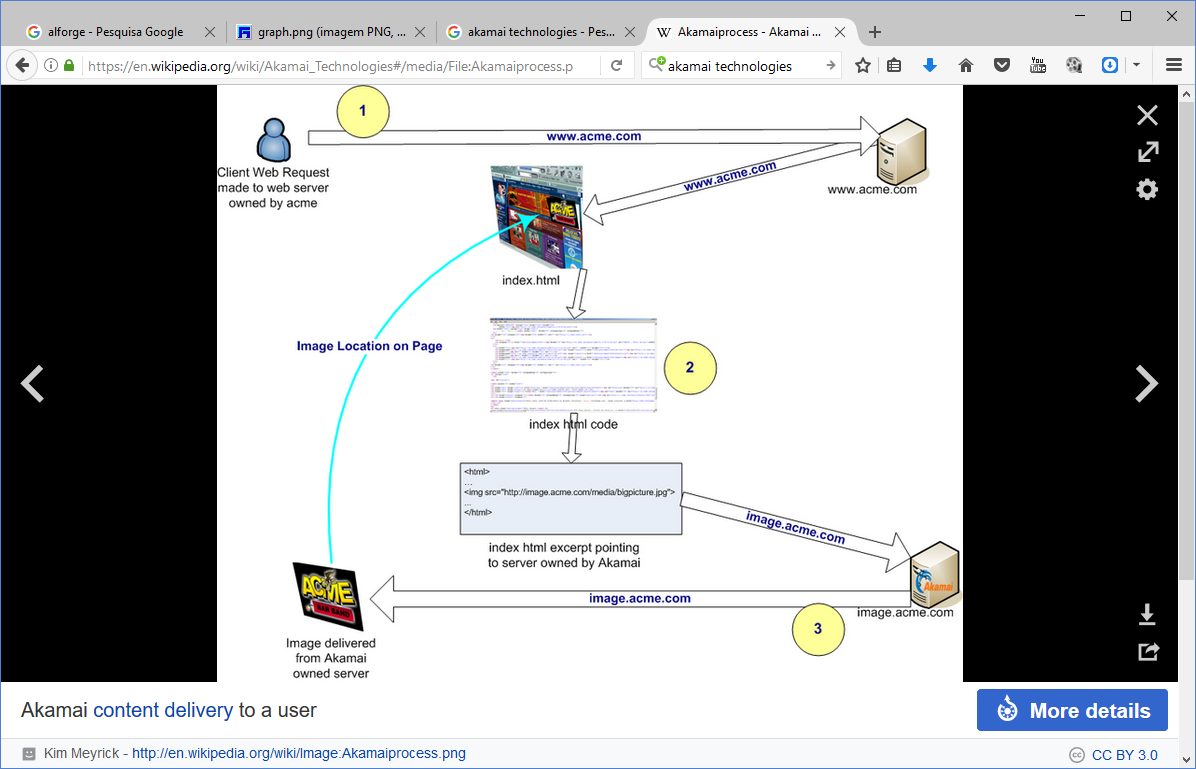 alforge - Pesquisa Google
graph.png (imagem PNG, ...
akamai technologies - Pes...
Akamaiprocess - Akamai ...
https://en.wikipedia.org/wiki/Akamai_Technologies#/media/File:Akamaiprocess.p
akamai technologies
You
Tube
1
www.acme.com
Client Web Request
made to web server
owned by acme
www.acme.com
www.acme.com
ACME
index.html
Image Location on Page
2
index html code
<html>
...
<img src="http://image.acme.com/media/bigpicture.jpg">
...
</html>
image.acme.com
index html excerpt pointing
to server owned by Akamai
Akamai
image.acme.com
image.acme.com
3
ACME
Image delivered
from Akamai
owned server
Akamai content delivery to a user
More details
Kim Meyrick - http://en.wikipedia.org/wiki/Image:Akamaiprocess.png
CC BY 3.0